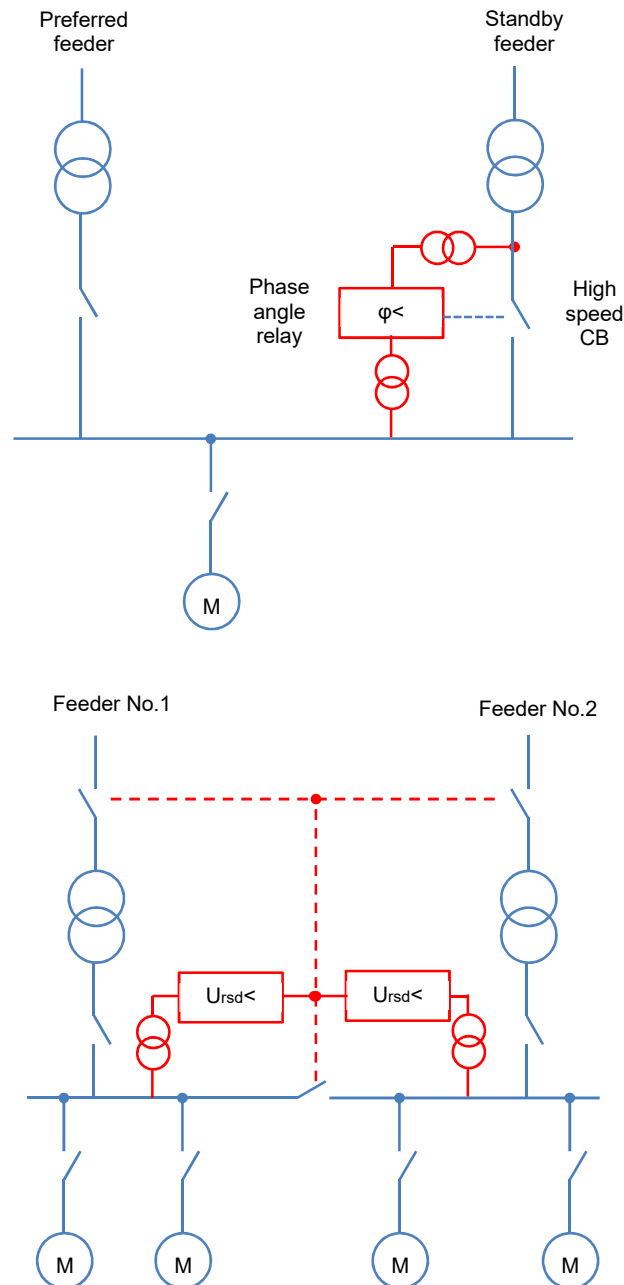 Preferred
feeder
Standby
feeder
Phase
angle
relay
φ<
High
speed
CB
M
Feeder No.1
Feeder No.2
Ursd<
Ursd<
M
M
M
M